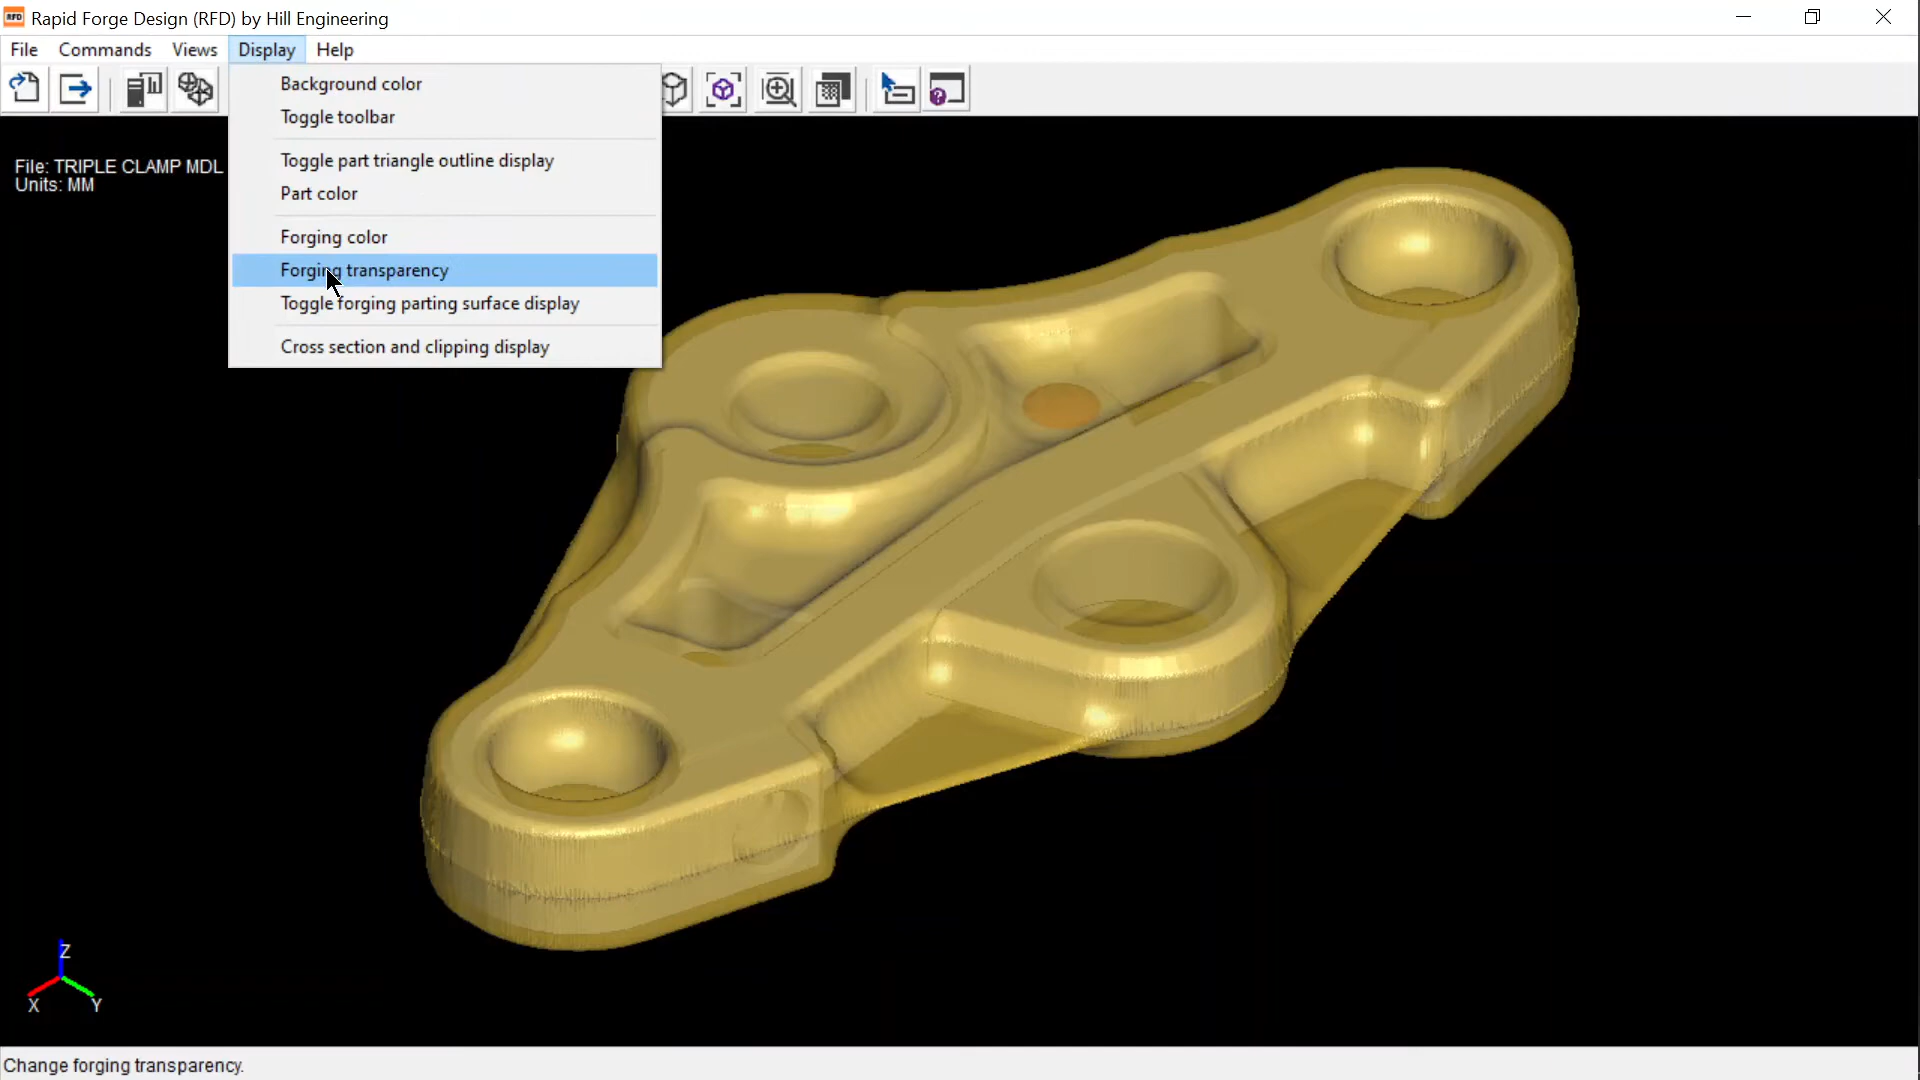 RFD Rapid Forge Design (RFD) by Hill Engineering
File Commands Views Display Help
Background color
Toggle toolbar
Toggle part triangle outline display
Part color
Forging color
Forging transparency
Toggle forging parting surface display
Cross section and clipping display
File: TRIPLE CLAMP MDL
Units: MM
Z
X
Y
Change forging transparency.